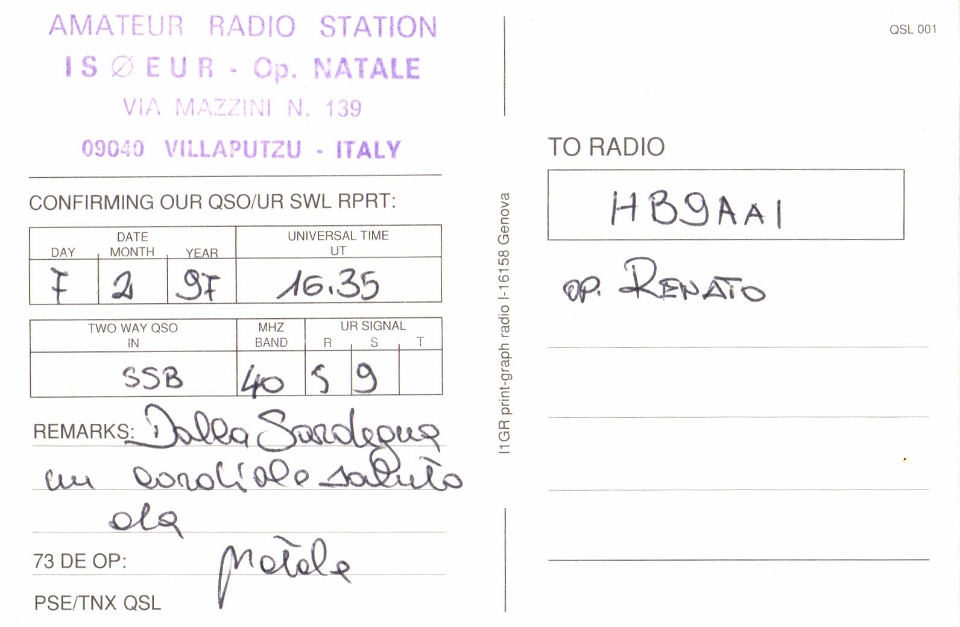 AMATEUR RADIO STATION
ISØEUR - Op. NATALE
VIA MAZZINI N. 139
09040 VILLAPUTZU - ITALY
CONFIRMING OUR QSO/UR SWL RPRT:
DATE
DAY MONTH YEAR
UNIVERSAL TIME
UT
7 2 97 16.35
TWO WAY QSO
IN
MHZ
BAND
UR SIGNAL
R S T
SSB 40 5 9
REMARKS: Dalla Sardegna
un cordiale saluto
da
73 DE OP: Natale
PSE/TNX QSL
I1GR print-graph radio I-16158 Genova
QSL 001
TO RADIO
HB9AAI
op. RENATO